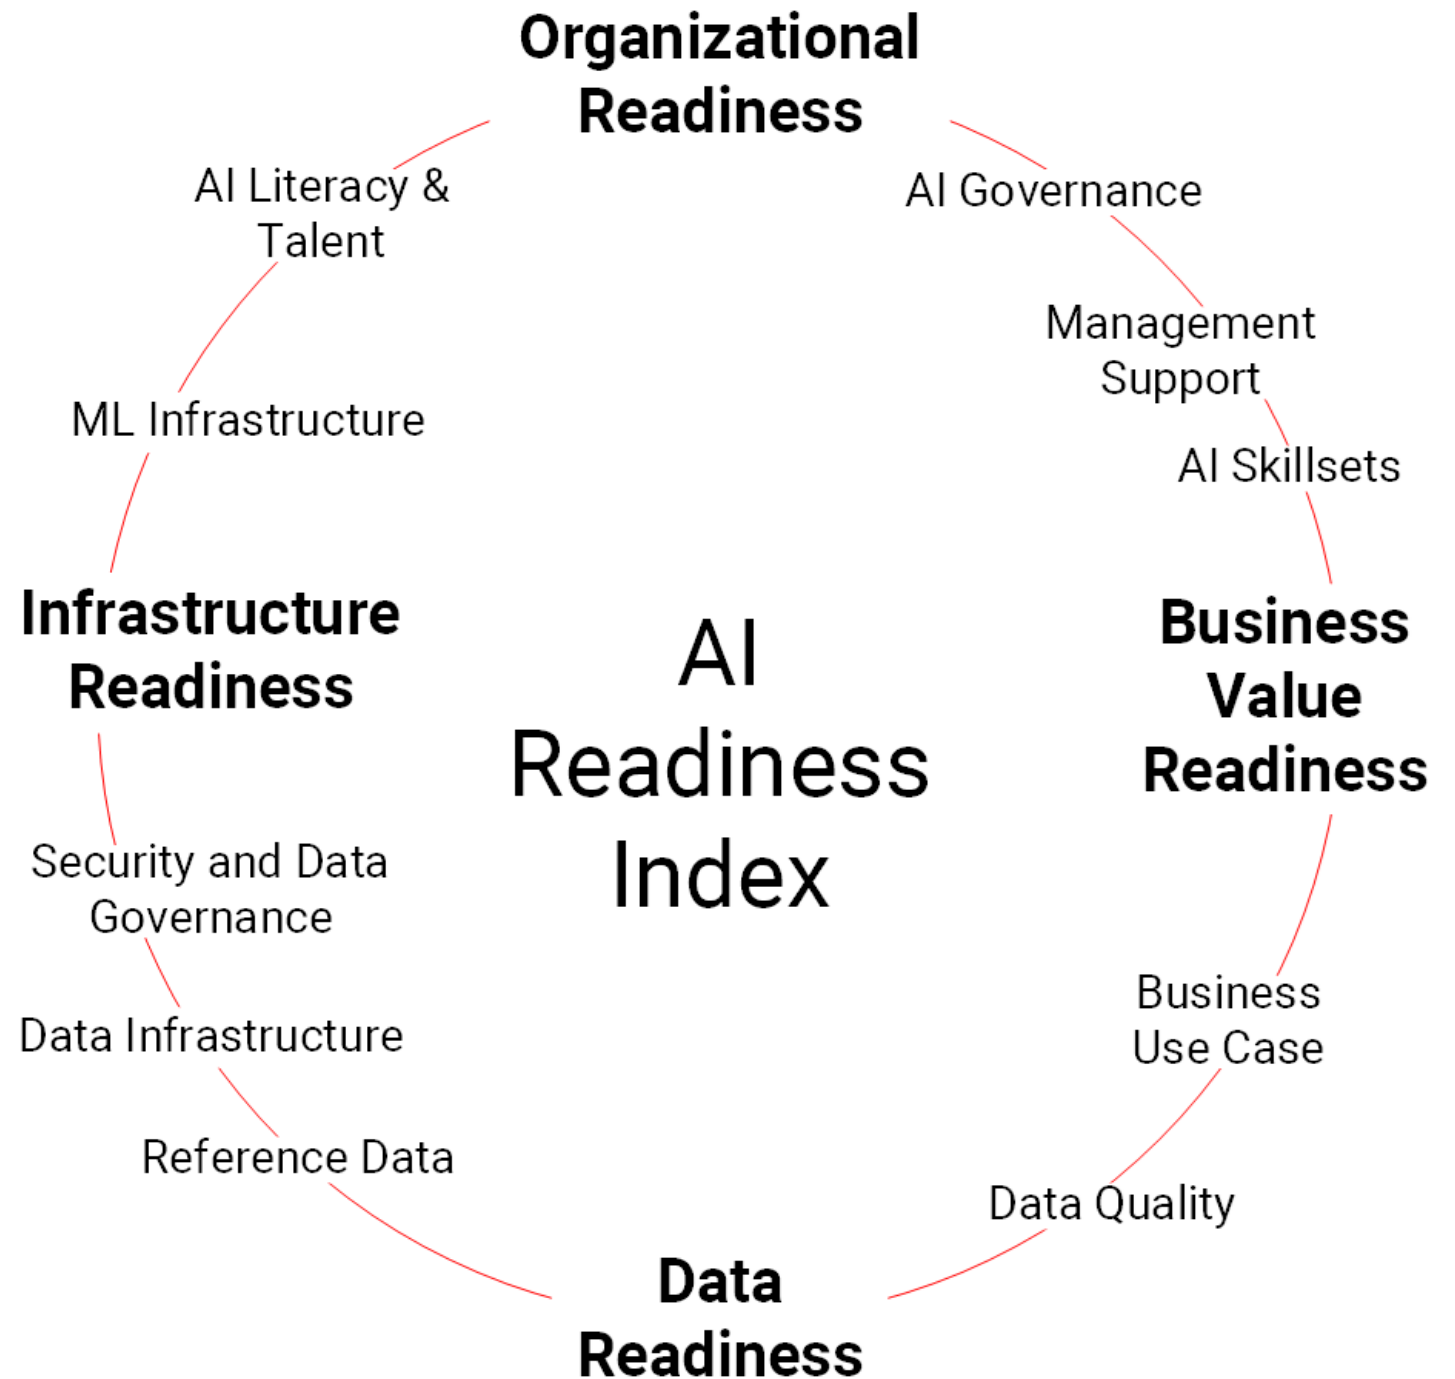 Organizational
Readiness
AI Governance
Management
Support
AI Skillsets
Business
Value
Readiness
Business
Use Case
Data Quality
Data
Readiness
Reference Data
Data Infrastructure
Security and Data
Governance
Infrastructure
Readiness
ML Infrastructure
AI Literacy &
Talent
AI
Readiness
Index